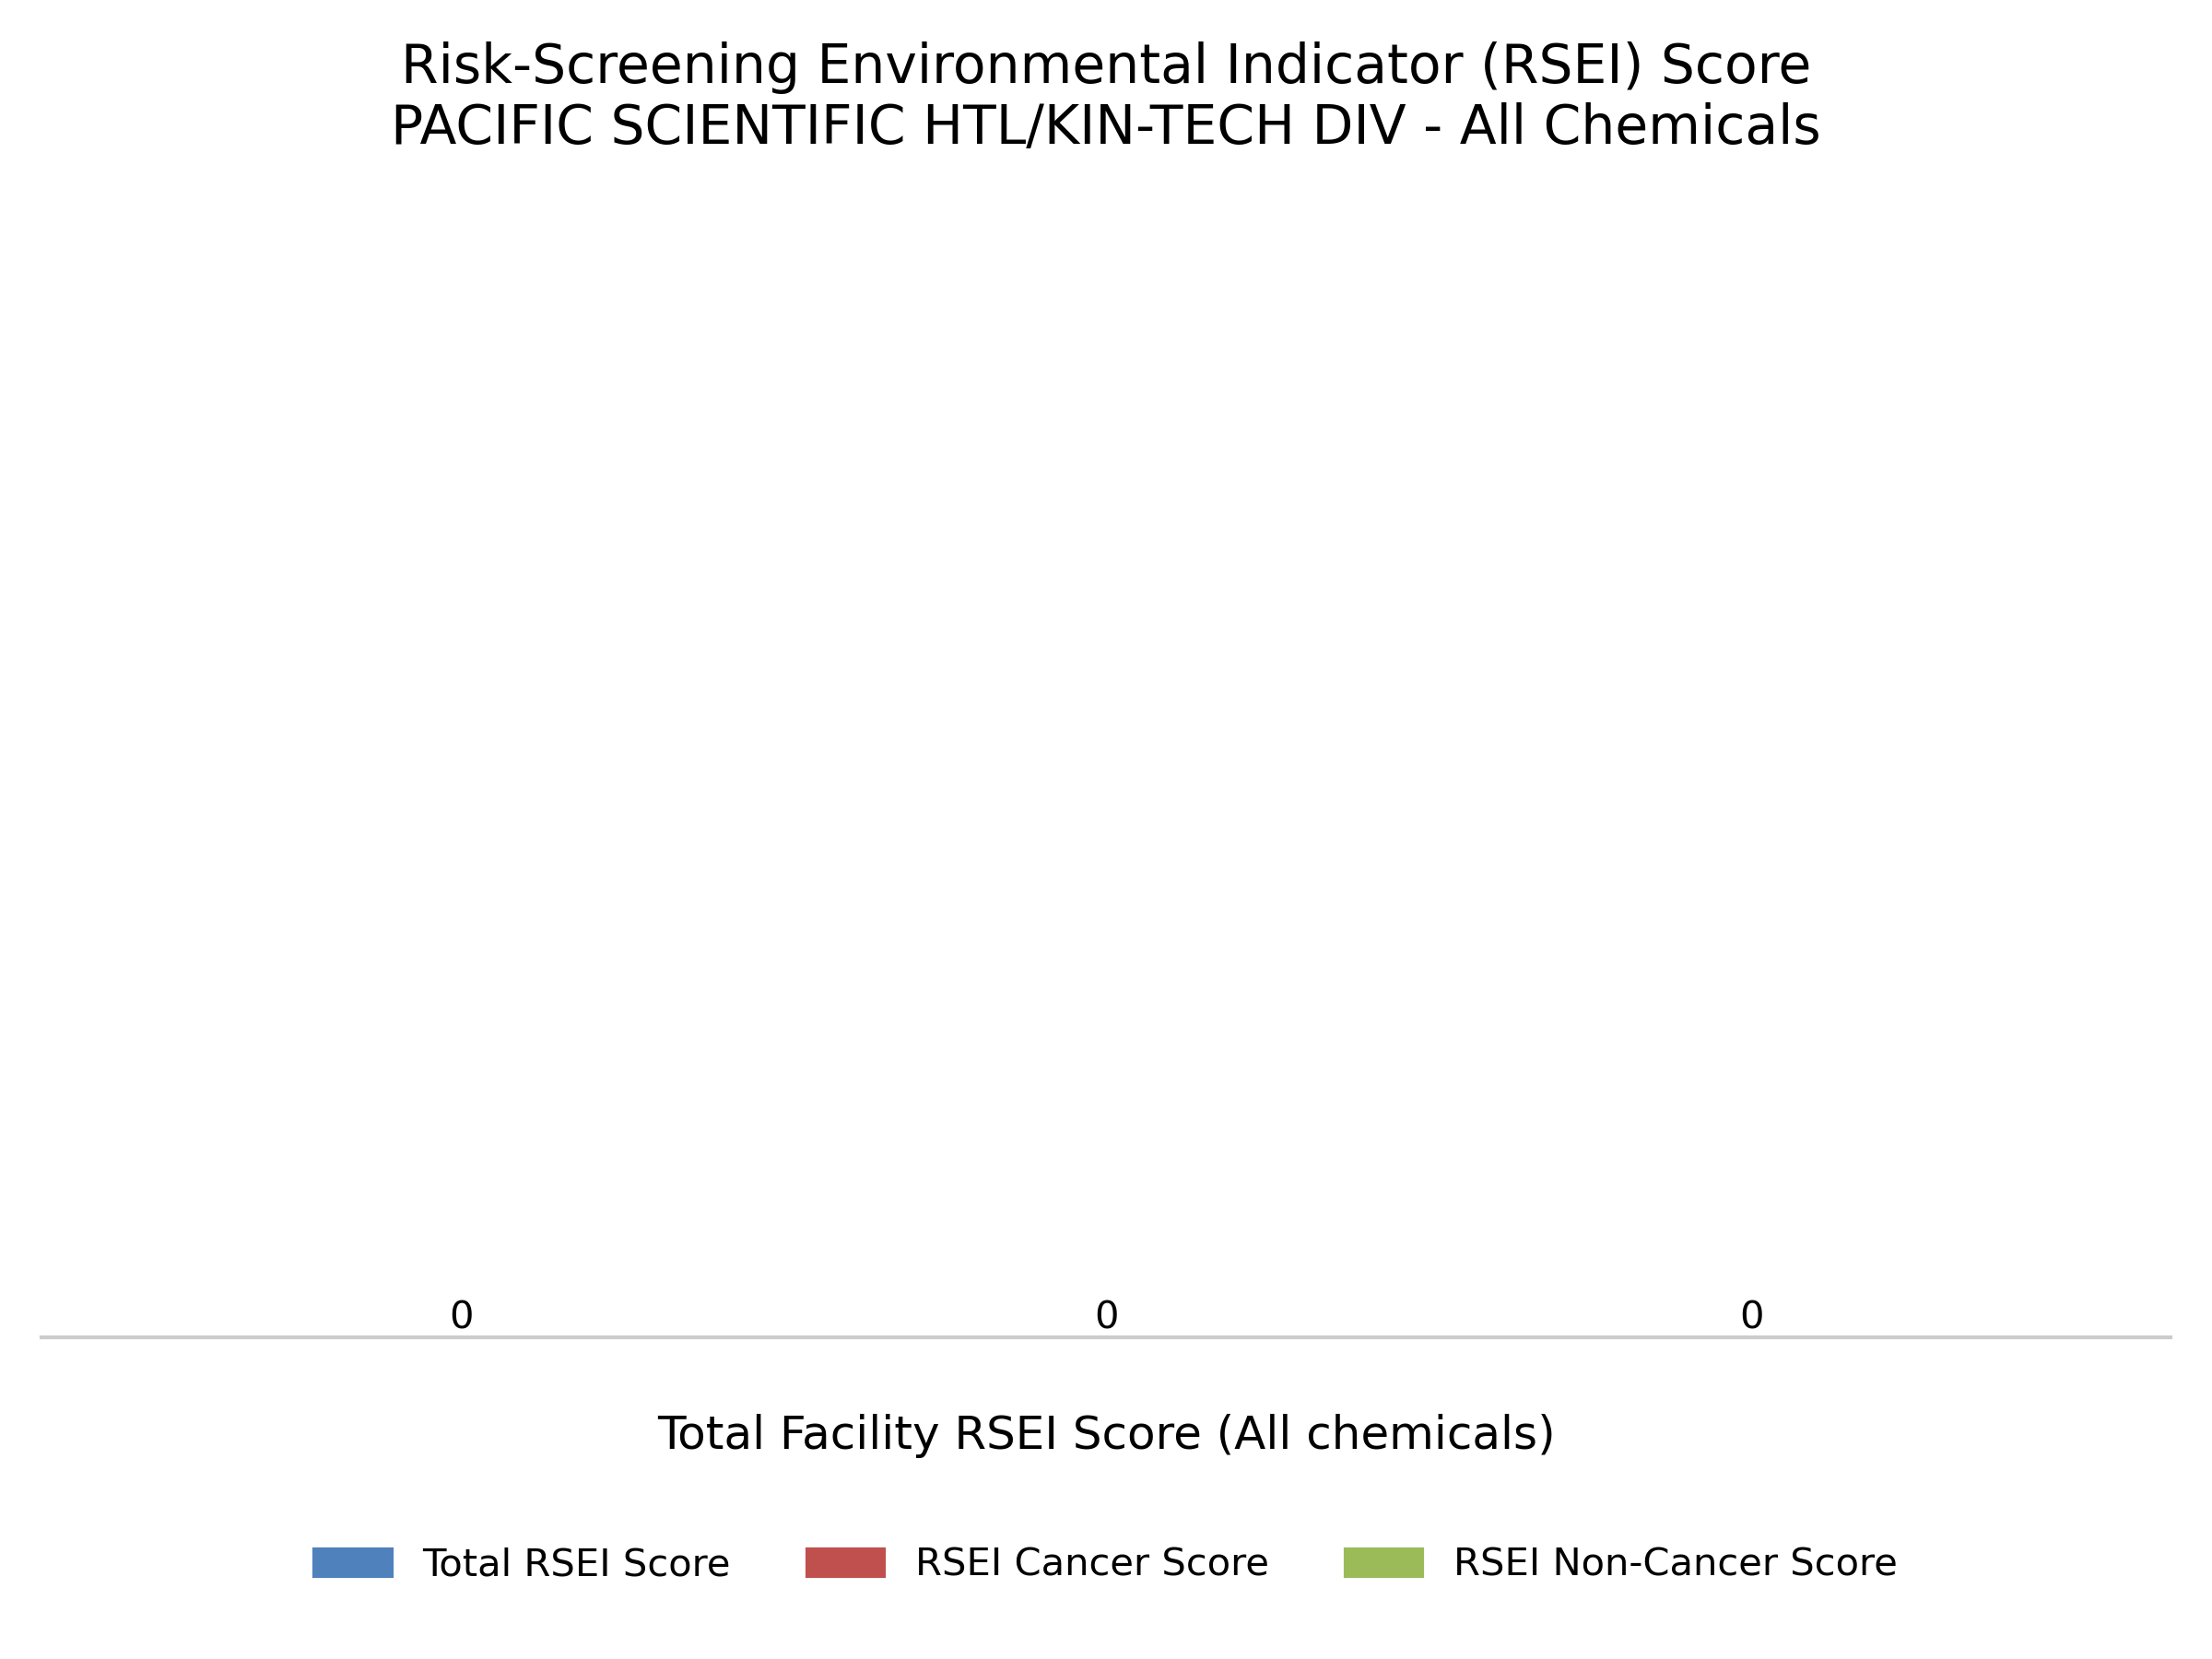 Risk-Screening Environmental Indicator (RSEI) Score
PACIFIC SCIENTIFIC HTL/KIN-TECH DIV - All Chemicals
0 0 0
Total Facility RSEI Score (All chemicals)
Total RSEI Score RSEI Cancer Score RSEI Non-Cancer Score